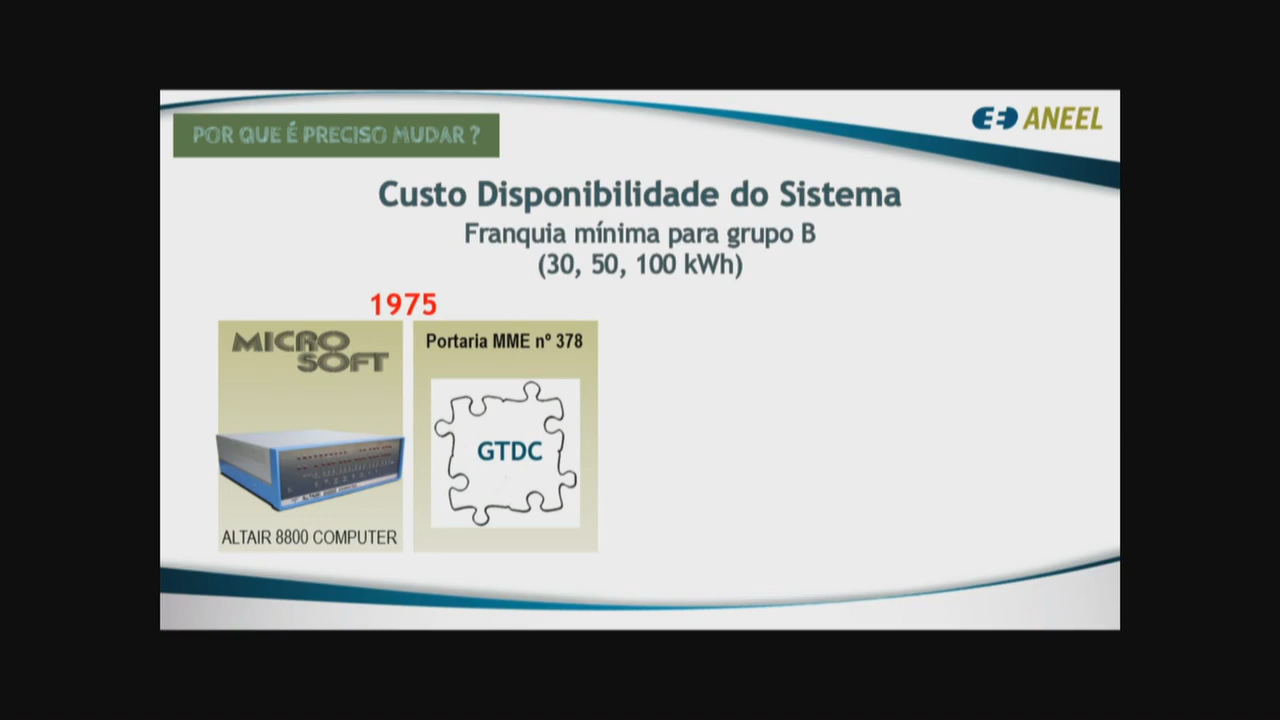 POR QUE É PRECISO MUDAR ?
ANEEL
Custo Disponibilidade do Sistema
Franquia mínima para grupo B
(30, 50, 100 kWh)
1975
MICRO
SOFT
ALTAIR 8800 COMPUTER
Portaria MME nº 378
GTDC